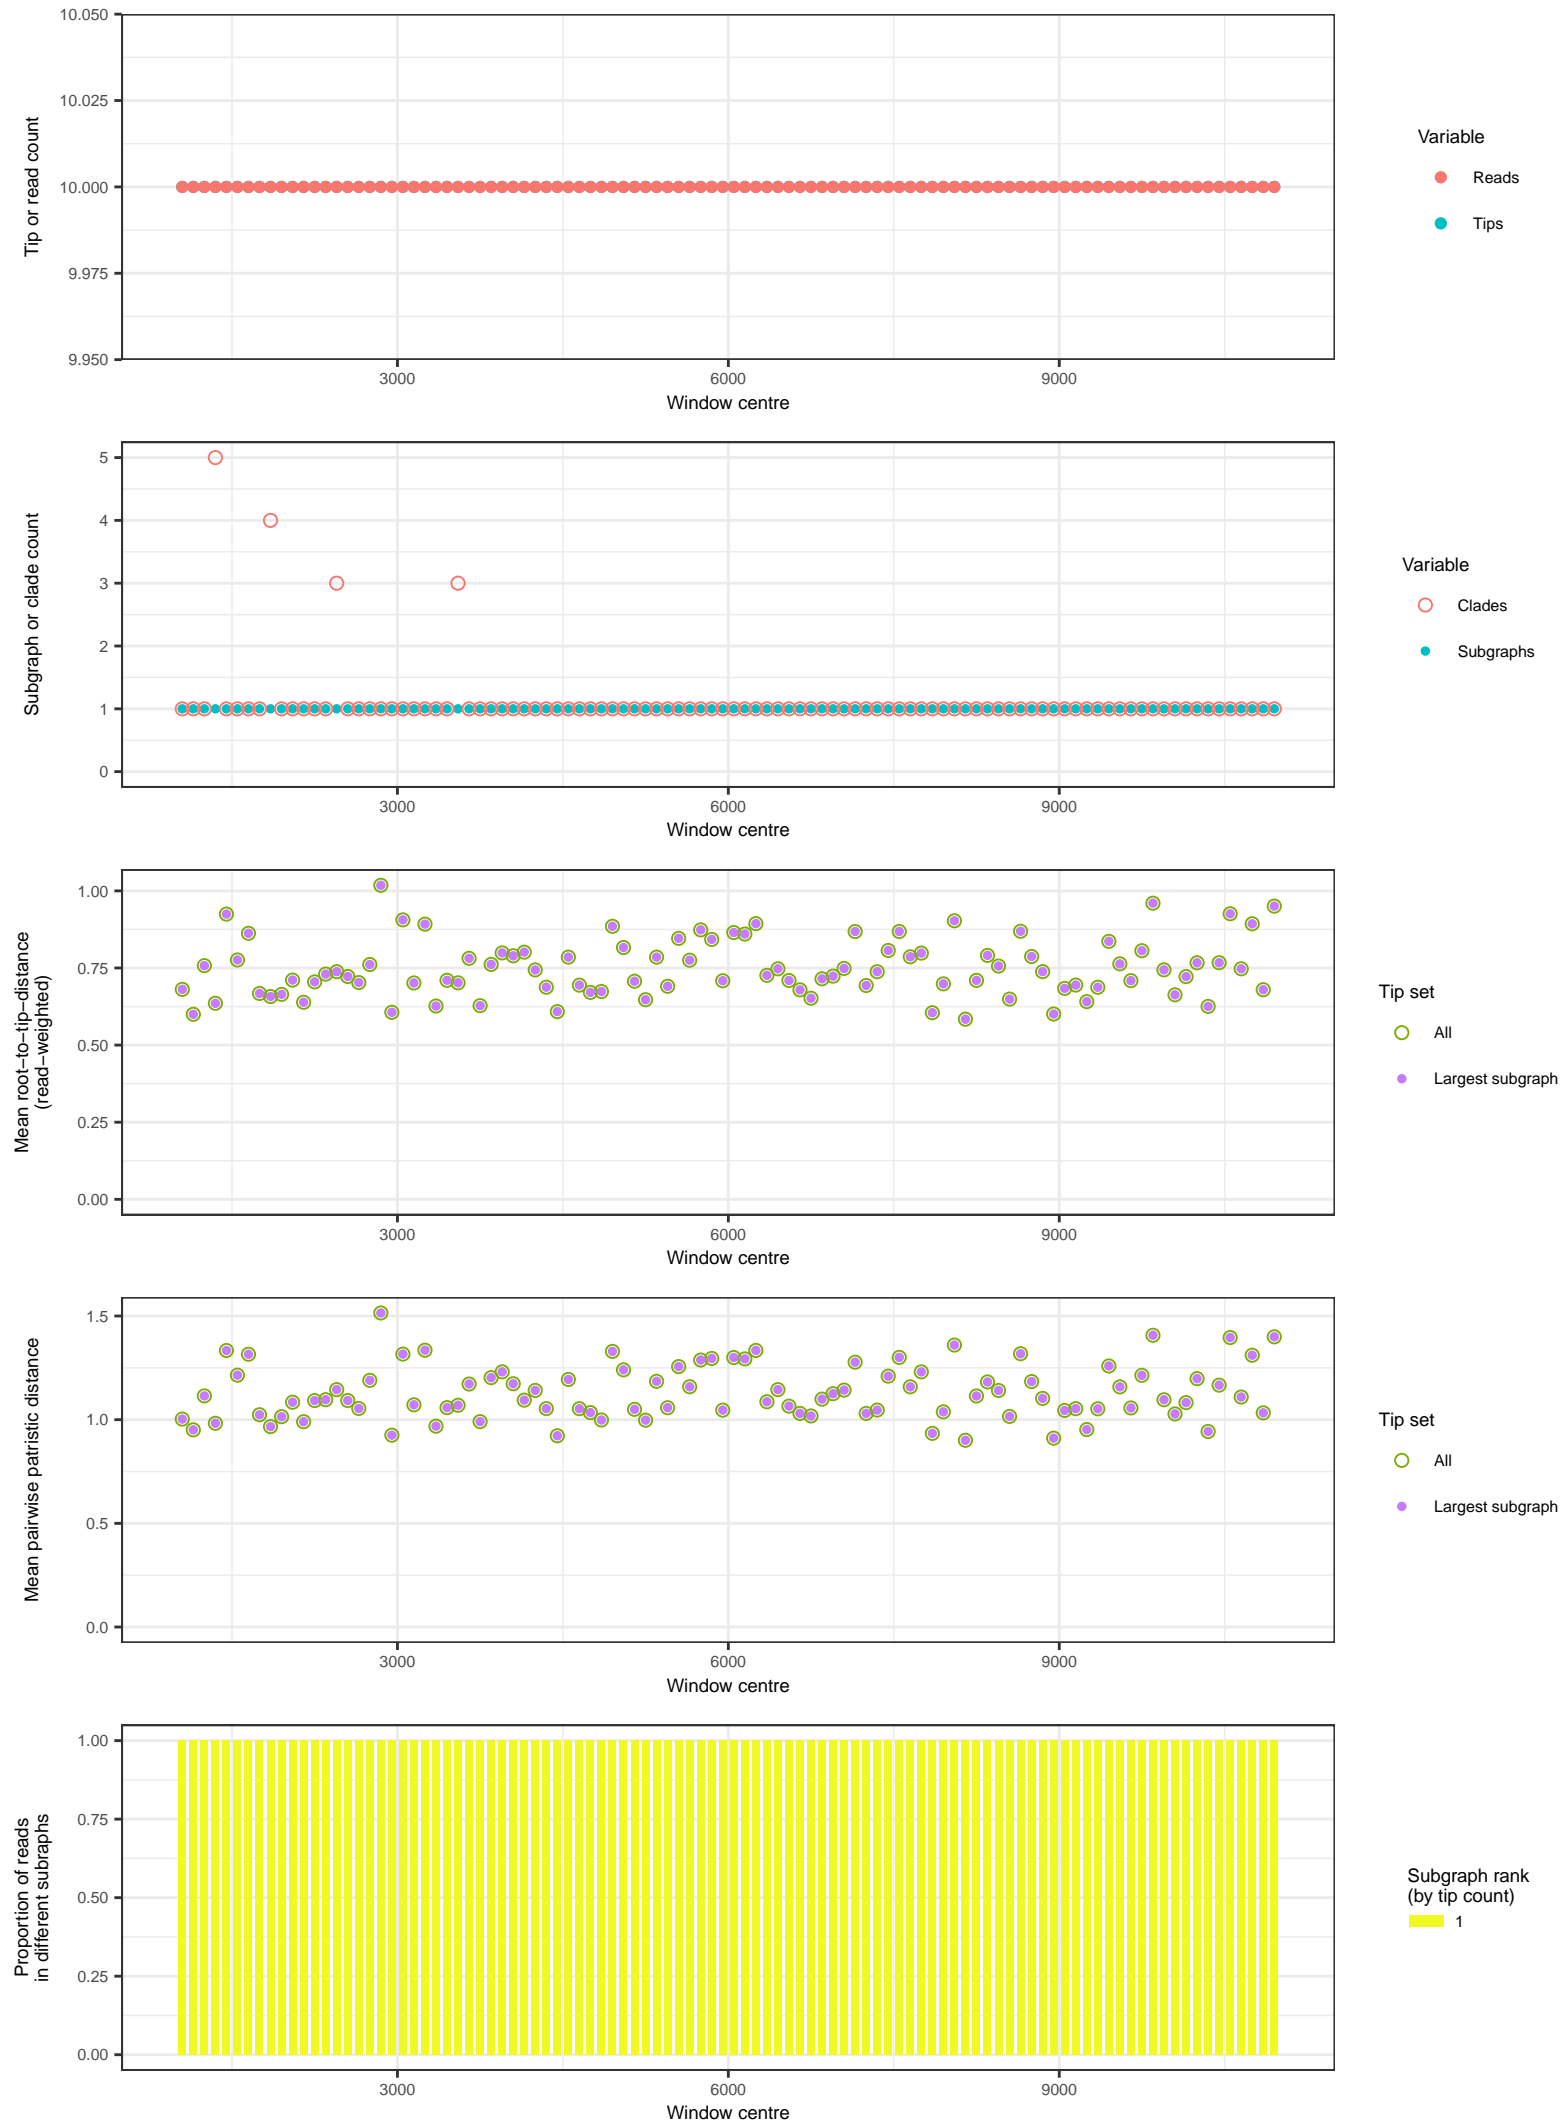 10.050
10.025
10.000
9.975
9.950
Tip or read count
3000
6000
9000
Window centre
Variable
Reads
Tips
5
4
3
2
1
0
Subgraph or clade count
3000
6000
9000
Window centre
Variable
Clades
Subgraphs
1.00
0.75
0.50
0.25
0.00
Mean root−to−tip−distance
(read−weighted)
3000
6000
9000
Window centre
Tip set
All
Largest subgraph
1.5
1.0
0.5
0.0
Mean pairwise patristic distance
3000
6000
9000
Window centre
Tip set
All
Largest subgraph
1.00
0.75
0.50
0.25
0.00
Proportion of reads
in different subraphs
3000
6000
9000
Window centre
Subgraph rank
(by tip count)
1